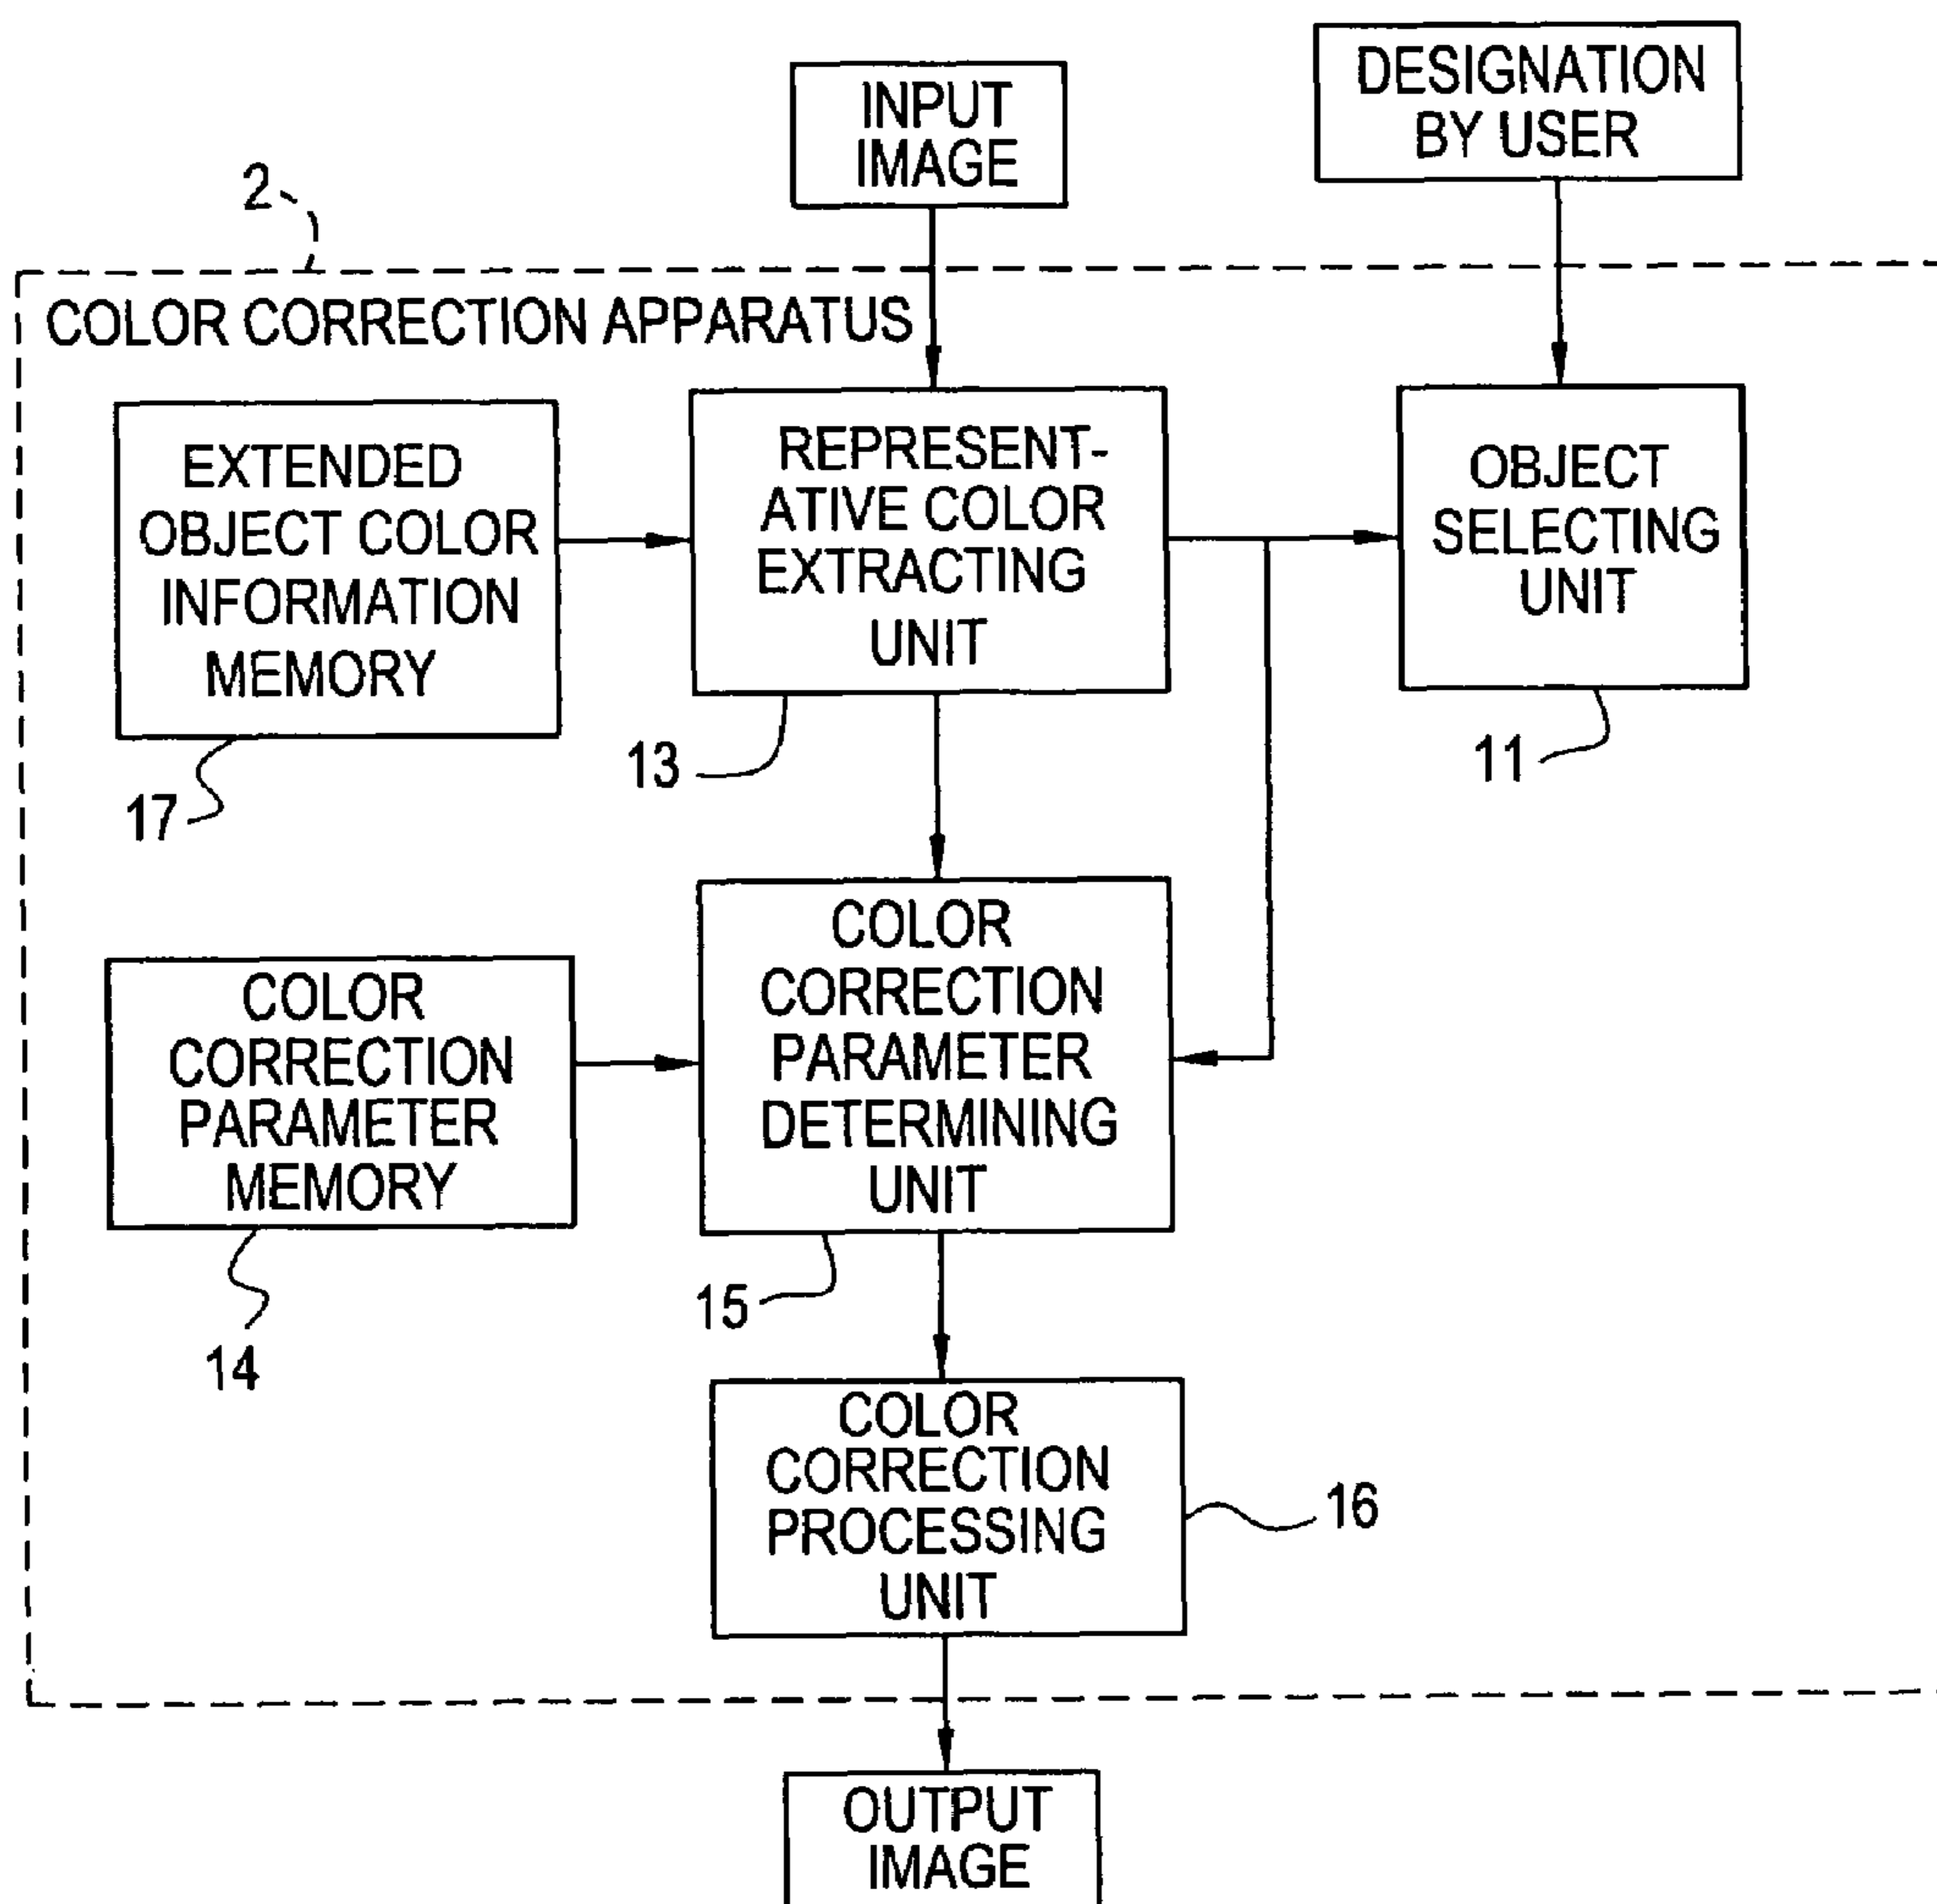 INPUT
IMAGE
DESIGNATION
BY USER
2
COLOR CORRECTION APPARATUS
EXTENDED
OBJECT COLOR
INFORMATION
MEMORY
17
REPRESENT-
ATIVE COLOR
EXTRACTING
UNIT
13
OBJECT
SELECTING
UNIT
11
COLOR
CORRECTION
PARAMETER
MEMORY
14
COLOR
CORRECTION
PARAMETER
DETERMINING
UNIT
15
COLOR
CORRECTION
PROCESSING
UNIT
16
OUTPUT
IMAGE